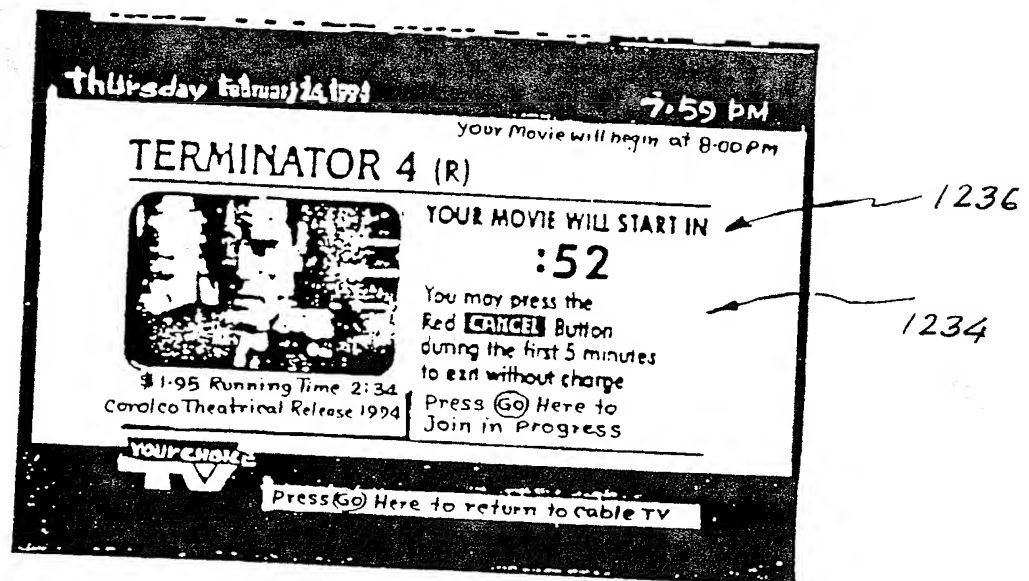 Thursday February 24, 1994
7:59 PM
Your Movie will begin at 8:00 PM
TERMINATOR 4 (R)
YOUR MOVIE WILL START IN
:52
You may press the
Red CANCEL Button
during the first 5 minutes
to exit without charge
$1.95 Running Time 2:34
Carolco Theatrical Release 1994
Press GO Here to
Join in Progress
YOUR CHOICE
TV
Press GO Here to return to cable TV
1236
1234